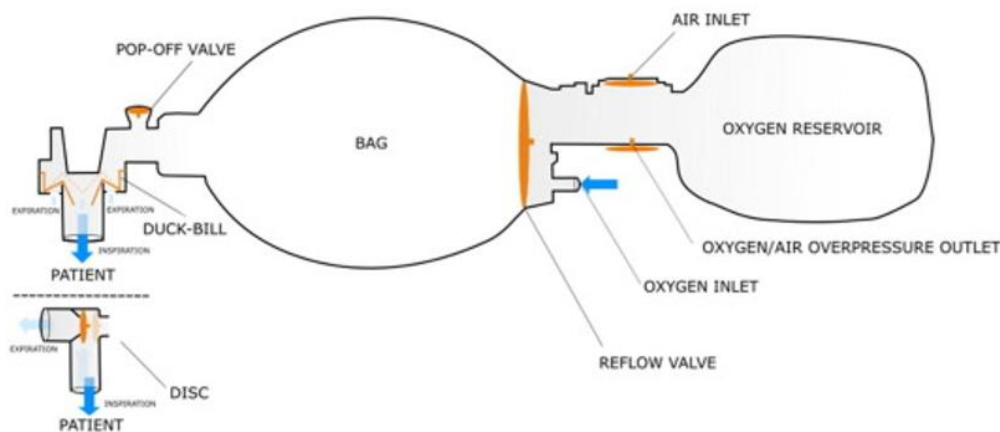 AIR INLET
POP-OFF VALVE
BAG
OXYGEN RESERVOIR
EXPIRATION
EXPIRATION
DUCK-BILL
INSPIRATION
PATIENT
OXYGEN/AIR OVERPRESSURE OUTLET
OXYGEN INLET
EXPIRATION
REFLOW VALVE
DISC
INSPIRATION
PATIENT